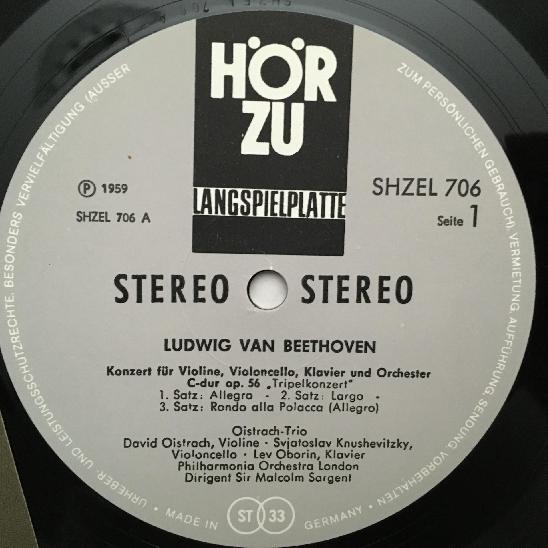 HÖR
ZU
LANGSPIELPLATTE
Ⓟ 1959
SHZEL 706 A
SHZEL 706
Seite 1
STEREO STEREO
LUDWIG VAN BEETHOVEN
Konzert für Violine, Violoncello, Klavier und Orchester
C-dur op. 56 „Tripelkonzert"
1. Satz: Allegro - 2. Satz: Largo -
3. Satz: Rondo alla Polacca (Allegro)
Oistrach-Trio
David Oistrach, Violine - Svjatoslav Knushevitzky,
Violoncello - Lev Oborin, Klavier
Philharmonia Orchestra London
Dirigent Sir Malcolm Sargent
URHEBER UND LEISTUNGSSCHUTZRECHTE, BESONDERS VERVIELFÄLTIGUNG (AUSSER
ZUM PERSÖNLICHEN GEBRAUCH), VERMIETUNG, AUFFÜHRUNG, SENDUNG VORBEHALTEN
• MADE IN ST 33 GERMANY •